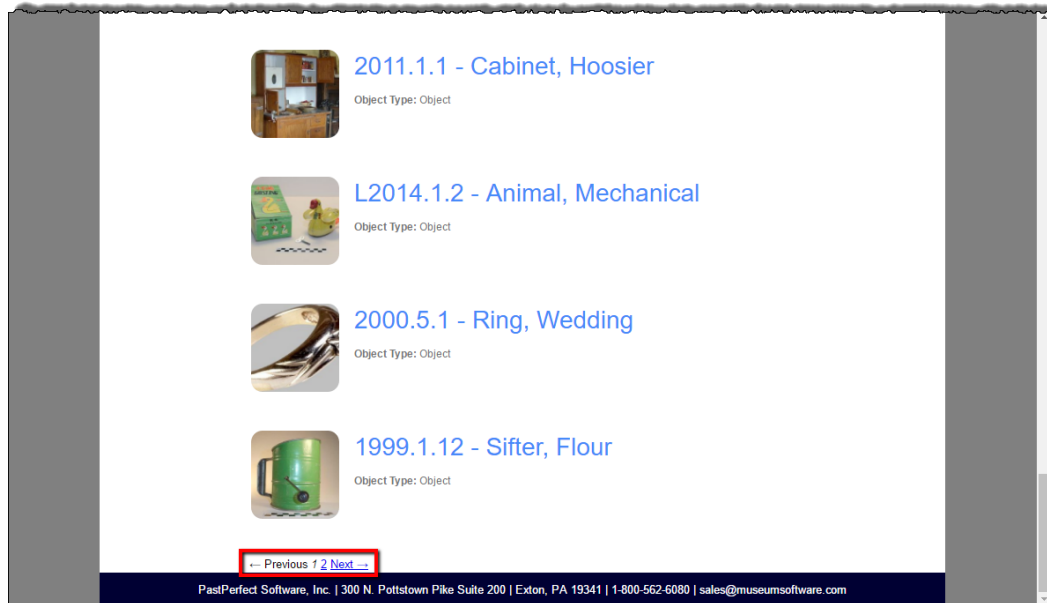 2011.1.1 - Cabinet, Hoosier
Object Type: Object
L2014.1.2 - Animal, Mechanical
Object Type: Object
2000.5.1 - Ring, Wedding
Object Type: Object
1999.1.12 - Sifter, Flour
Object Type: Object
← Previous 1 2 Next →
PastPerfect Software, Inc. | 300 N. Pottstown Pike Suite 200 | Exton, PA 19341 | 1-800-562-6080 | sales@museumsoftware.com